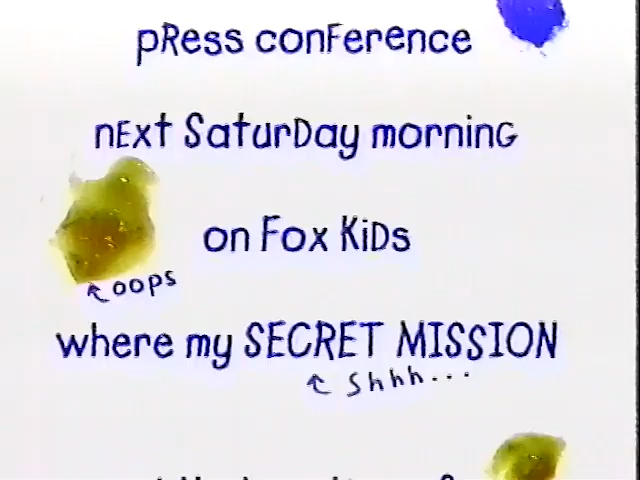 pRess conFerence
nExt SaturDay morninG
on Fox KiDs
oops
where my SECRET MISSION
Shhh...